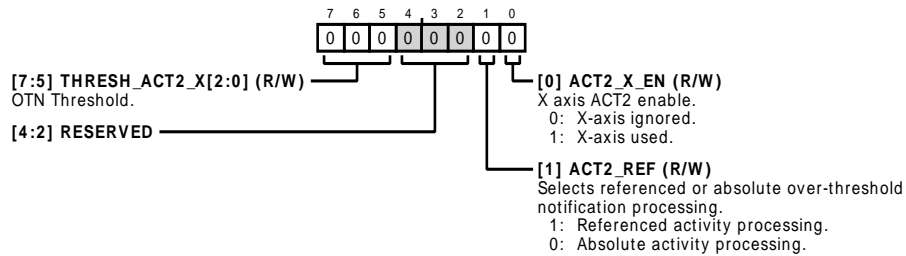 7 6 5 4 3 2 1 0
0 0 0 0 0 0 0 0
[7:5] THRESH_ACT2_X[2:0] (R/W)
OTN Threshold.
[4:2] RESERVED
[0] ACT2_X_EN (R/W)
X axis ACT2 enable.
0: X-axis ignored.
1: X-axis used.
[1] ACT2_REF (R/W)
Selects referenced or absolute over-threshold
notification processing.
1: Referenced activity processing.
0: Absolute activity processing.